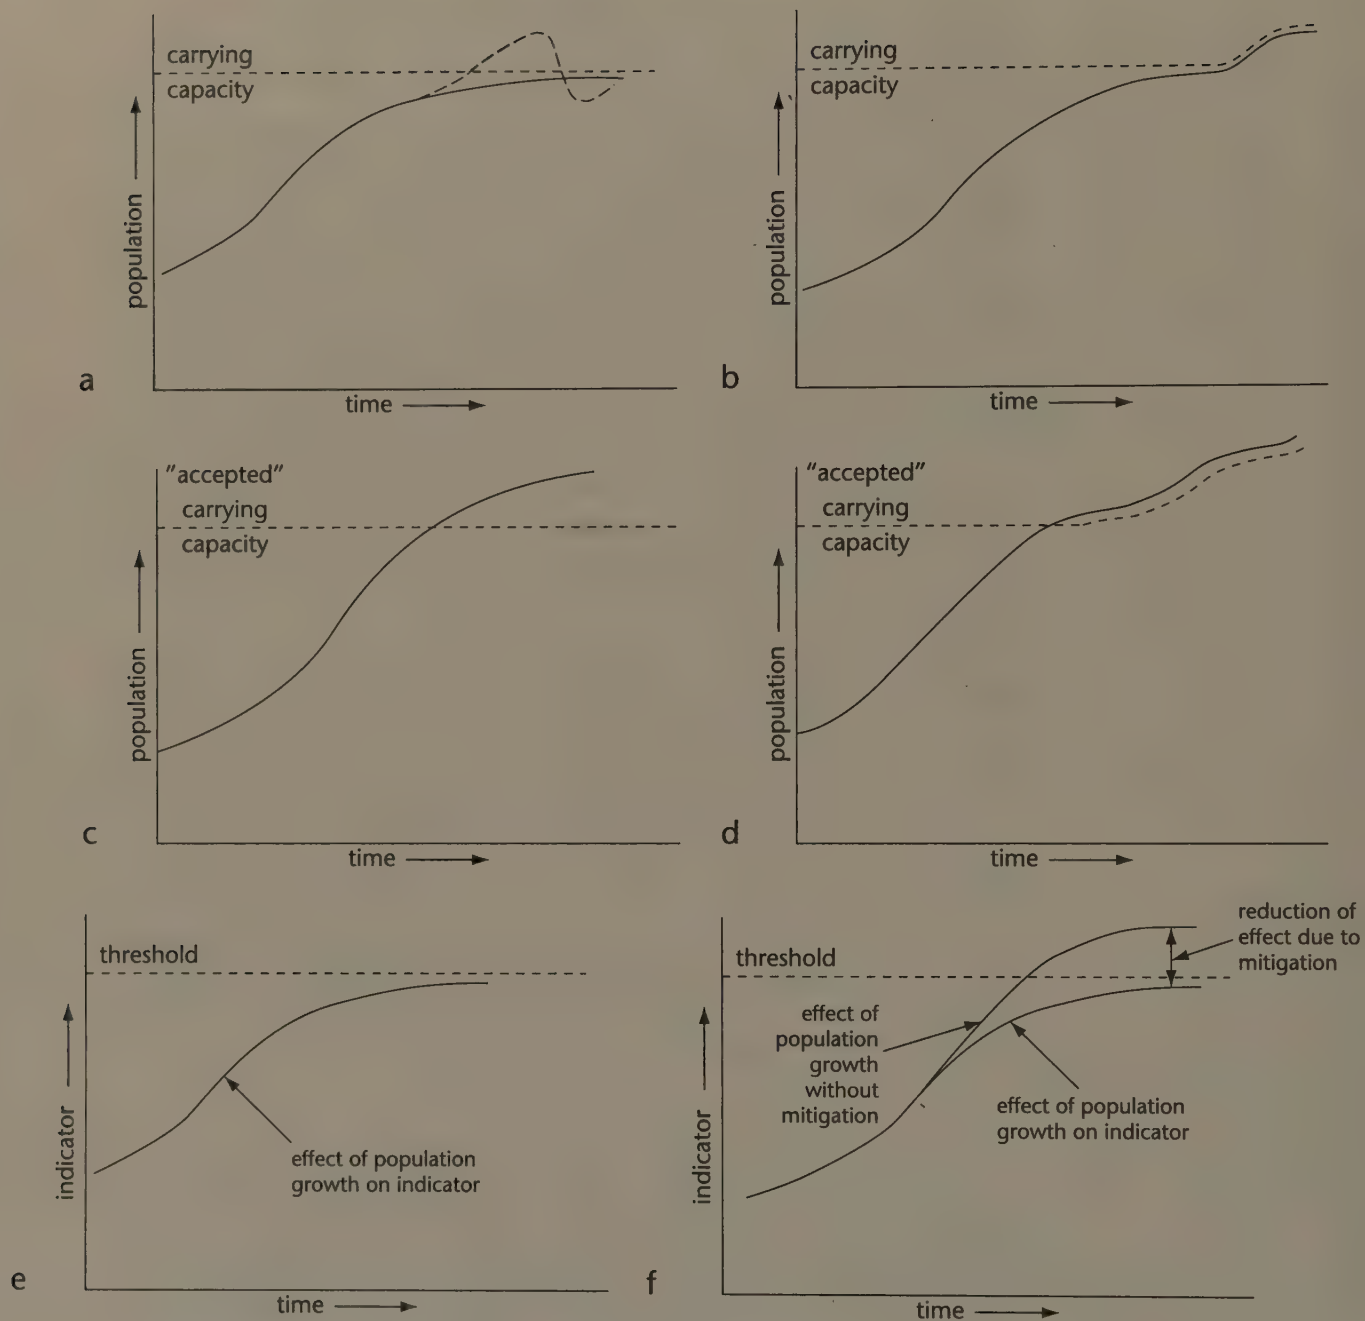 carrying
capacity
population
time
a
carrying
capacity
population
time
b
"accepted"
carrying
capacity
population
time
c
"accepted"
carrying
capacity
population
time
d
threshold
indicator
effect of population
growth on indicator
time
e
threshold
reduction of
effect due to
mitigation
effect of
population
growth
without
mitigation
effect of population
growth on indicator
indicator
time
f